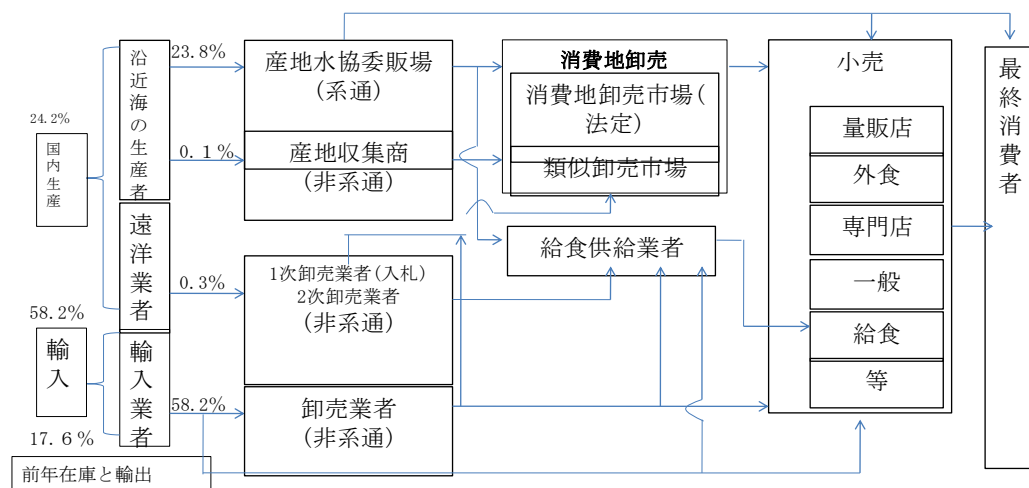 24.2%
国内生産
58.2%
輸入
17.６%
前年在庫と輸出
沿近海の生産者
遠洋業者
輸入業者
23.8%
0.１%
0.3%
58.2%
産地水協委販場
(系通)
産地収集商
(非系通)
1次卸売業者(入札)
2次卸売業者
(非系通)
卸売業者
(非系通)
消費地卸売
消費地卸売市場(
法定)
類似卸売市場
給食供給業者
小売
量販店
外食
専門店
一般
給食
等
最終消費者